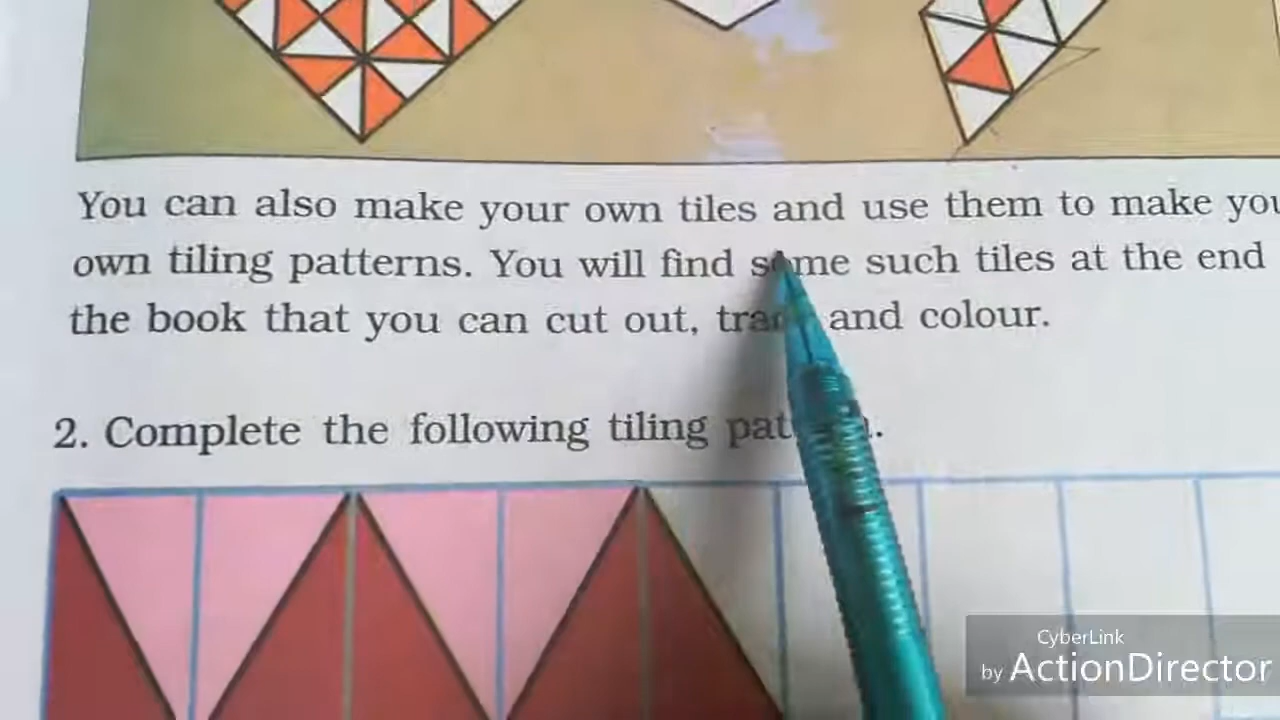 You can also make your own tiles and use them to make you
own tiling patterns. You will find some such tiles at the end
the book that you can cut out, and colour.
2. Complete the following tiling
CyberLink
by ActionDirector